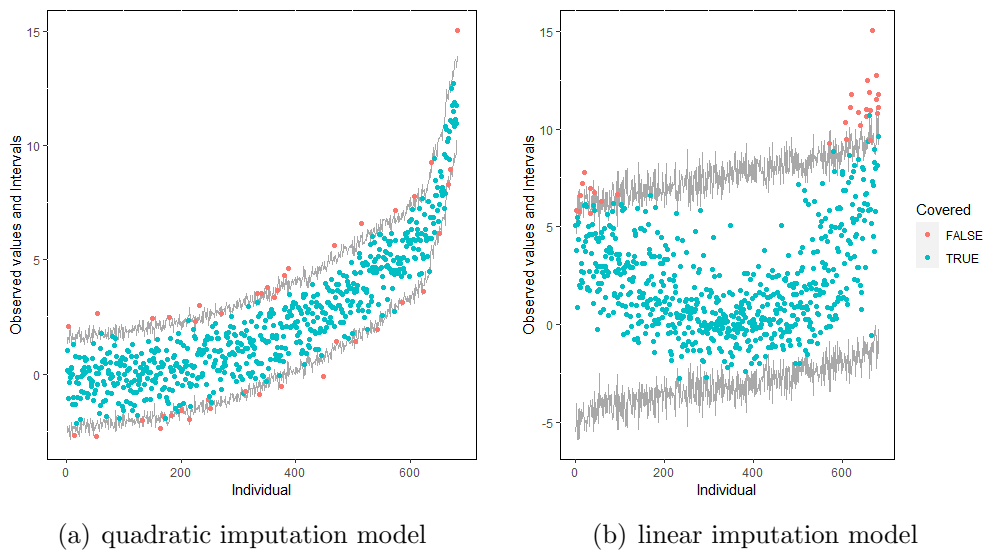 15
10
5
0
0
200
400
600
Observed values and Intervals
Individual
15
10
5
0
-5
0
200
400
600
Observed values and Intervals
Individual
Covered
FALSE
TRUE
(a) quadratic imputation model
(b) linear imputation model